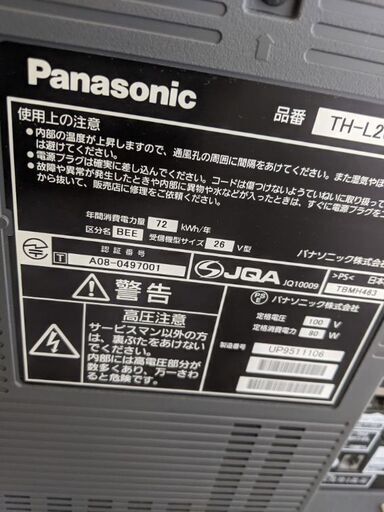 Panasonic
品番 TH-L2
使用上の注意
●内部の温度が上昇しますので、通風孔の周囲に間隔をあけてください。また湿気やほ
は避けてください。
●電源プラグは確実に差し込んでください。コードは傷つけないようていねいに取り扱って
●故障や異常が発生したときや内部に異物や水などが入ったときは、すぐに電源プラグを
から抜いて、販売店に修理をご依頼ください。
年間消費電力量 72 kWh/年
区分名 BEE 受信機型サイズ 26 V型
認証番号
T A08-0497001
JQA JQ10009
パナソニック株式
>PS< 日本
TBMH463
警告
高圧注意
サービスマン以外の方
は、裏ぶたをあけない
でください。
内部には高電圧部分が
数多くあり、万一さわ
ると危険です。
PS E パナソニック株式会社
定格電圧 100 V
定格消費電力 80 W
製造番号 UP9511106